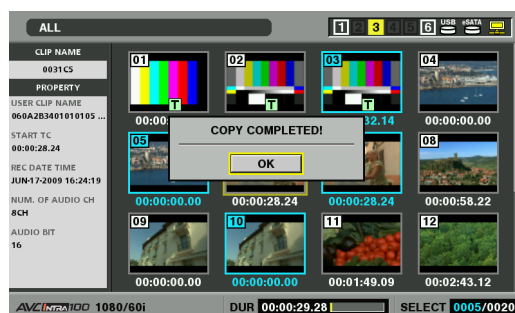 ALL
1 2 3 4 5 6 USB eSATA
CLIP NAME
0031C5
PROPERTY
USER CLIP NAME
060A2B3401010105 ...
START TC
00:00:28.24
REC DATE TIME
JUN-17-2009 16:24:19
NUM. OF AUDIO CH
8CH
AUDIO BIT
16
01 02 03 04
T T T
00:00: 32.14 00:00:00.00
COPY COMPLETED!
OK
05 08
00:00:00.00 00:00:28.24 00:00:28.24 00:00:58.22
09 10 11 12
00:00:00.00 00:00:00.00 00:01:49.09 00:02:43.12
AVC INTRA 100 1080/60i DUR 00:00:29.28 SELECT 0005/0020